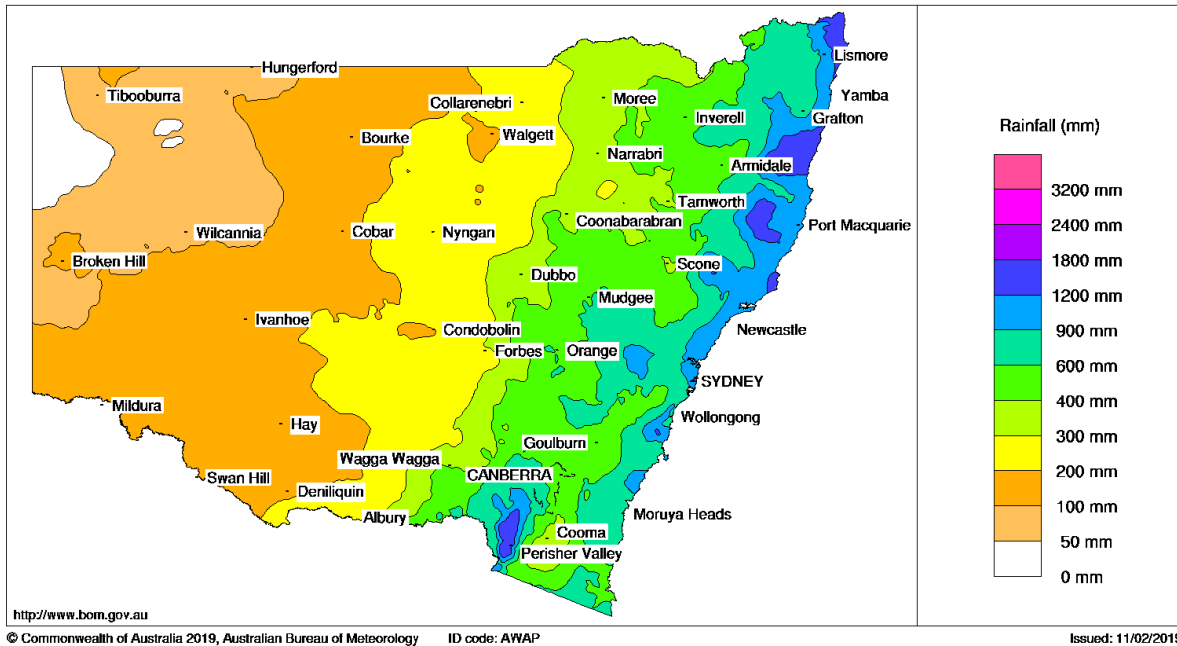 Hungerford
Lismore
Tibooburra
Collarenebri
Moree
Yamba
Inverell
Grafton
Rainfall (mm)
Bourke
Walgett
Narrabri
Armidale
3200 mm
Tamworth
2400 mm
Coonabarabran
Port Macquarie
Wilcannia
Cobar
Nyngan
1800 mm
Broken Hill
Scone
Dubbo
1200 mm
Mudgee
Ivanhoe
Condobolin
Newcastle
900 mm
Forbes
Orange
600 mm
SYDNEY
400 mm
Mildura
Wollongong
Hay
300 mm
Goulburn
Wagga Wagga
200 mm
CANBERRA
Swan Hill
Deniliquin
100 mm
Moruya Heads
Albury
Cooma
50 mm
Perisher Valley
0 mm
http://www.bom.gov.au
© Commonwealth of Australia 2019, Australian Bureau of Meteorology ID code: AWAP Issued: 11/02/2019